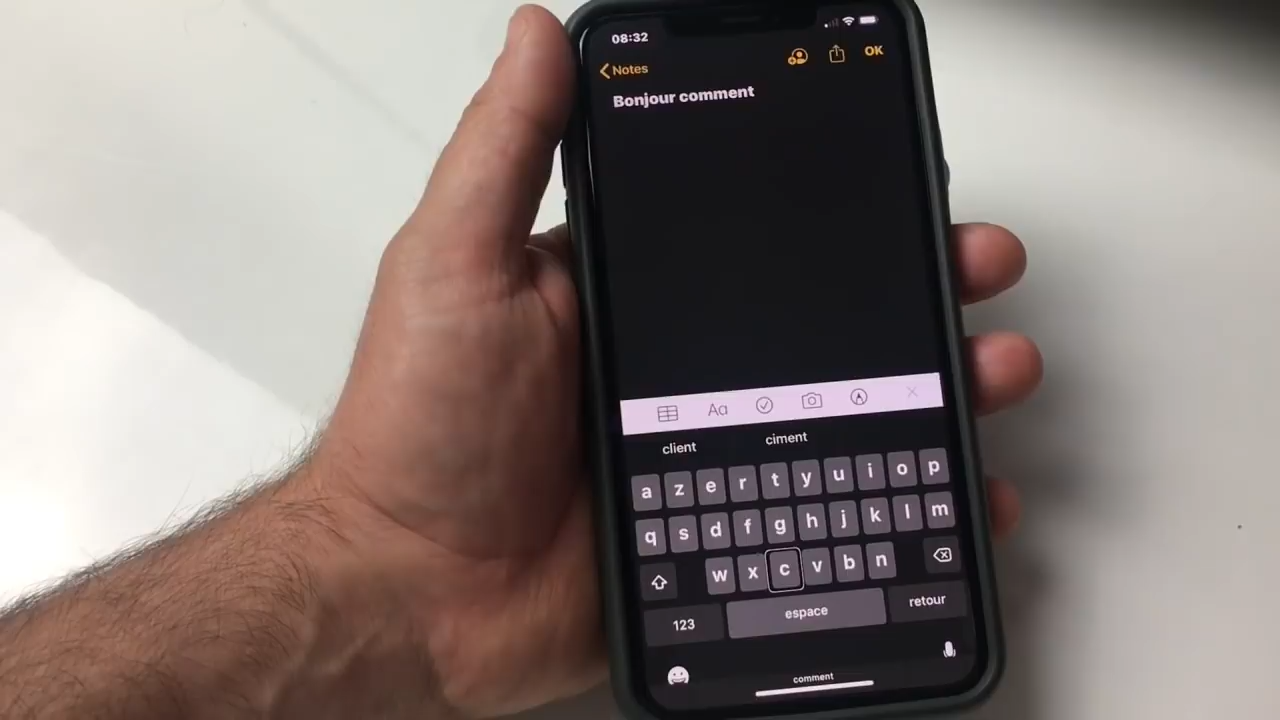 08:32
Notes
OK
Bonjour comment
Aa
client ciment
a z e r t y u i o p
q s d f g h j k l m
w x c v b n
123 espace retour
comment